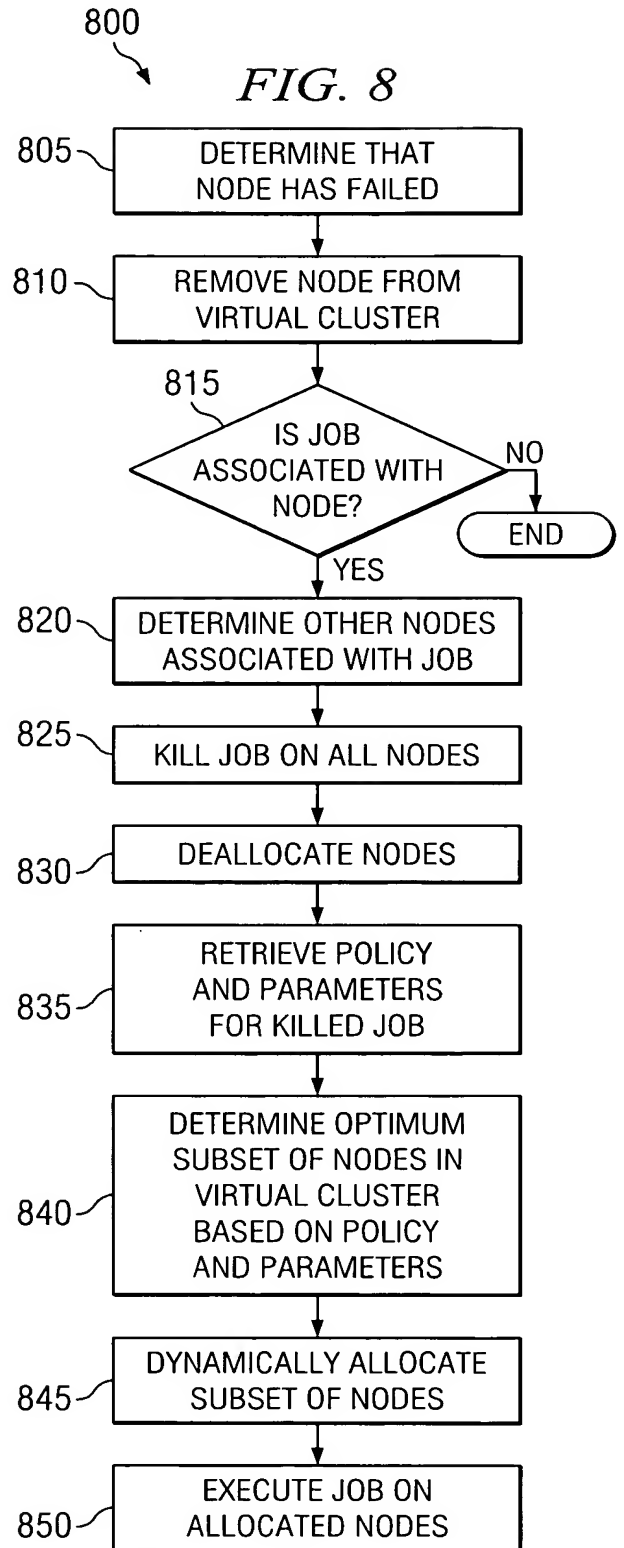 800
FIG. 8
805
DETERMINE THAT
NODE HAS FAILED
810
REMOVE NODE FROM
VIRTUAL CLUSTER
815
IS JOB
ASSOCIATED WITH
NODE?
NO
END
YES
820
DETERMINE OTHER NODES
ASSOCIATED WITH JOB
825
KILL JOB ON ALL NODES
830
DEALLOCATE NODES
835
RETRIEVE POLICY
AND PARAMETERS
FOR KILLED JOB
840
DETERMINE OPTIMUM
SUBSET OF NODES IN
VIRTUAL CLUSTER
BASED ON POLICY
AND PARAMETERS
845
DYNAMICALLY ALLOCATE
SUBSET OF NODES
850
EXECUTE JOB ON
ALLOCATED NODES